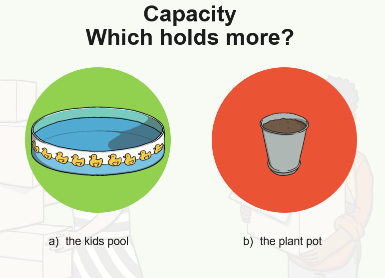 Capacity
Which holds more?
a) the kids pool
b) the plant pot